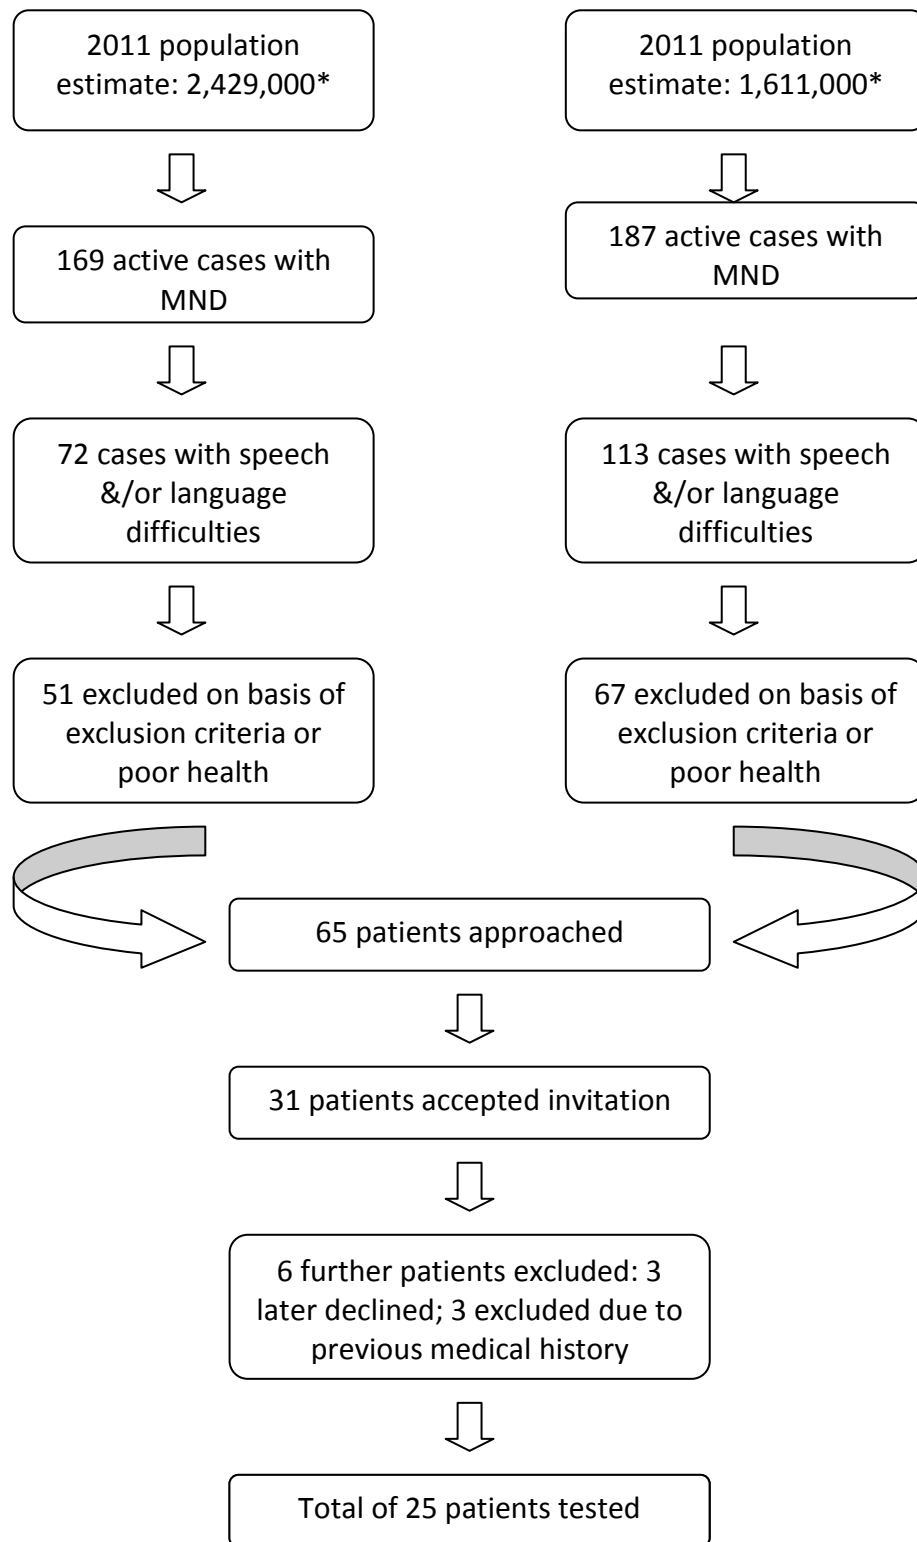 2011 population
estimate: 2,429,000*
2011 population
estimate: 1,611,000*
169 active cases with
MND
187 active cases with
MND
72 cases with speech
&/or language
difficulties
113 cases with speech
&/or language
difficulties
51 excluded on basis of
exclusion criteria or
poor health
67 excluded on basis of
exclusion criteria or
poor health
65 patients approached
31 patients accepted invitation
6 further patients excluded: 3
later declined; 3 excluded due to
previous medical history
Total of 25 patients tested